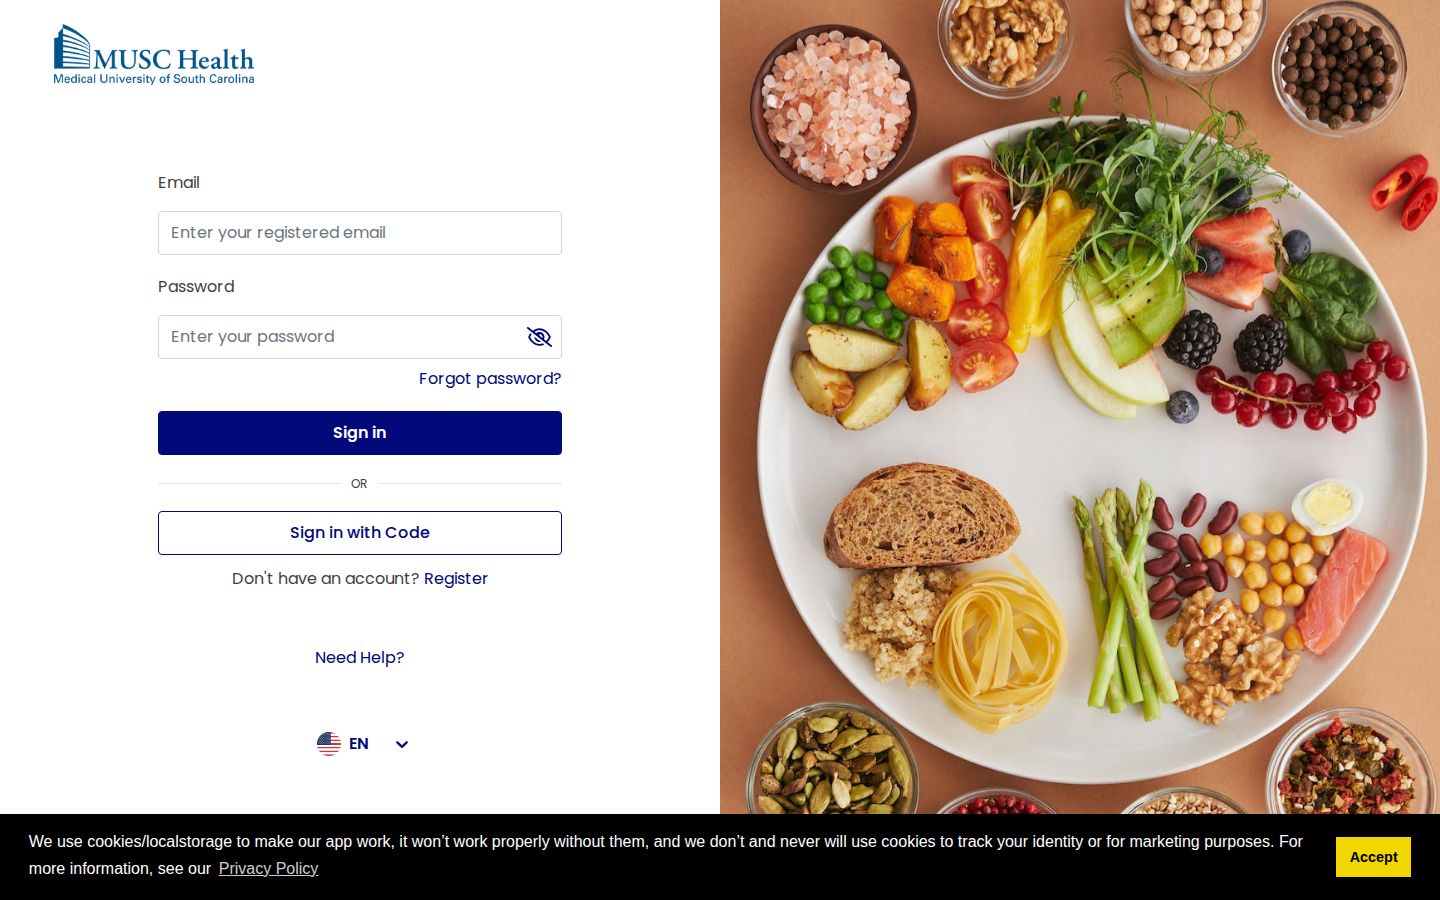 MUSC Health
Medical University of South Carolina
Email
Enter your registered email
Password
Enter your password
Forgot password?
Sign in
OR
Sign in with Code
Don't have an account? Register
Need Help?
EN
We use cookies/localstorage to make our app work, it won’t work properly without them, and we don’t and never will use cookies to track your identity or for marketing purposes. For
more information, see our Privacy Policy
Accept